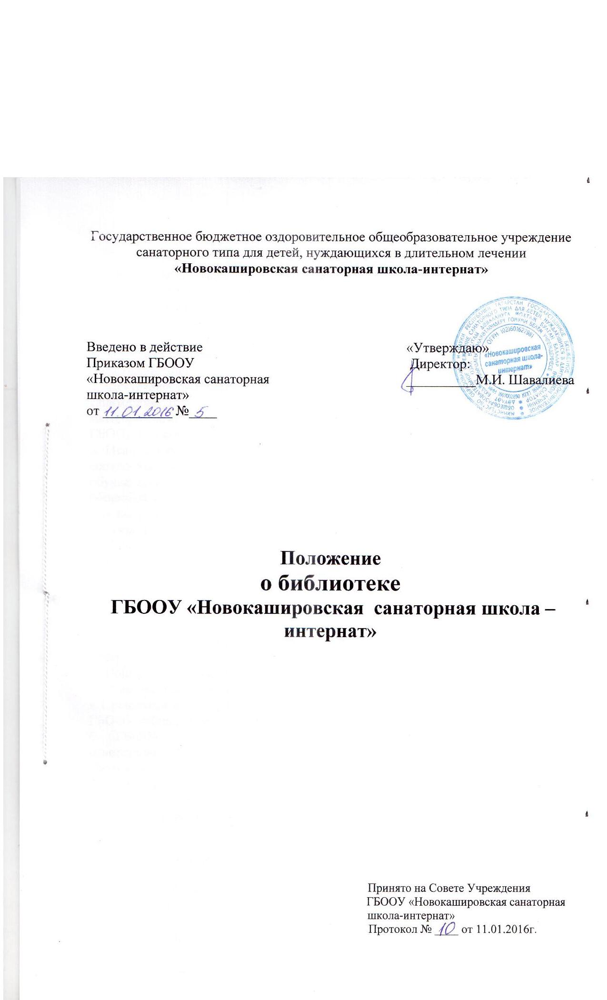 Государственное бюджетное оздоровительное общеобразовательное учреждение
санаторного типа для детей, нуждающихся в длительном лечении
«Новокашировская санаторная школа-интернат»
Введено в действие
Приказом ГБООУ
«Новокашировская санаторная
школа-интернат»
от 11.01.2016 № 5
«Утверждаю»
Директор:
М.И. Шавалиева
ОГРН 1021601627981
«Новокашировская
санаторная школа-
интернат»
Положение
о библиотеке
ГБООУ «Новокашировская санаторная школа –
интернат»
Принято на Совете Учреждения
ГБООУ «Новокашировская санаторная
школа-интернат»
Протокол № 10 от 11.01.2016г.